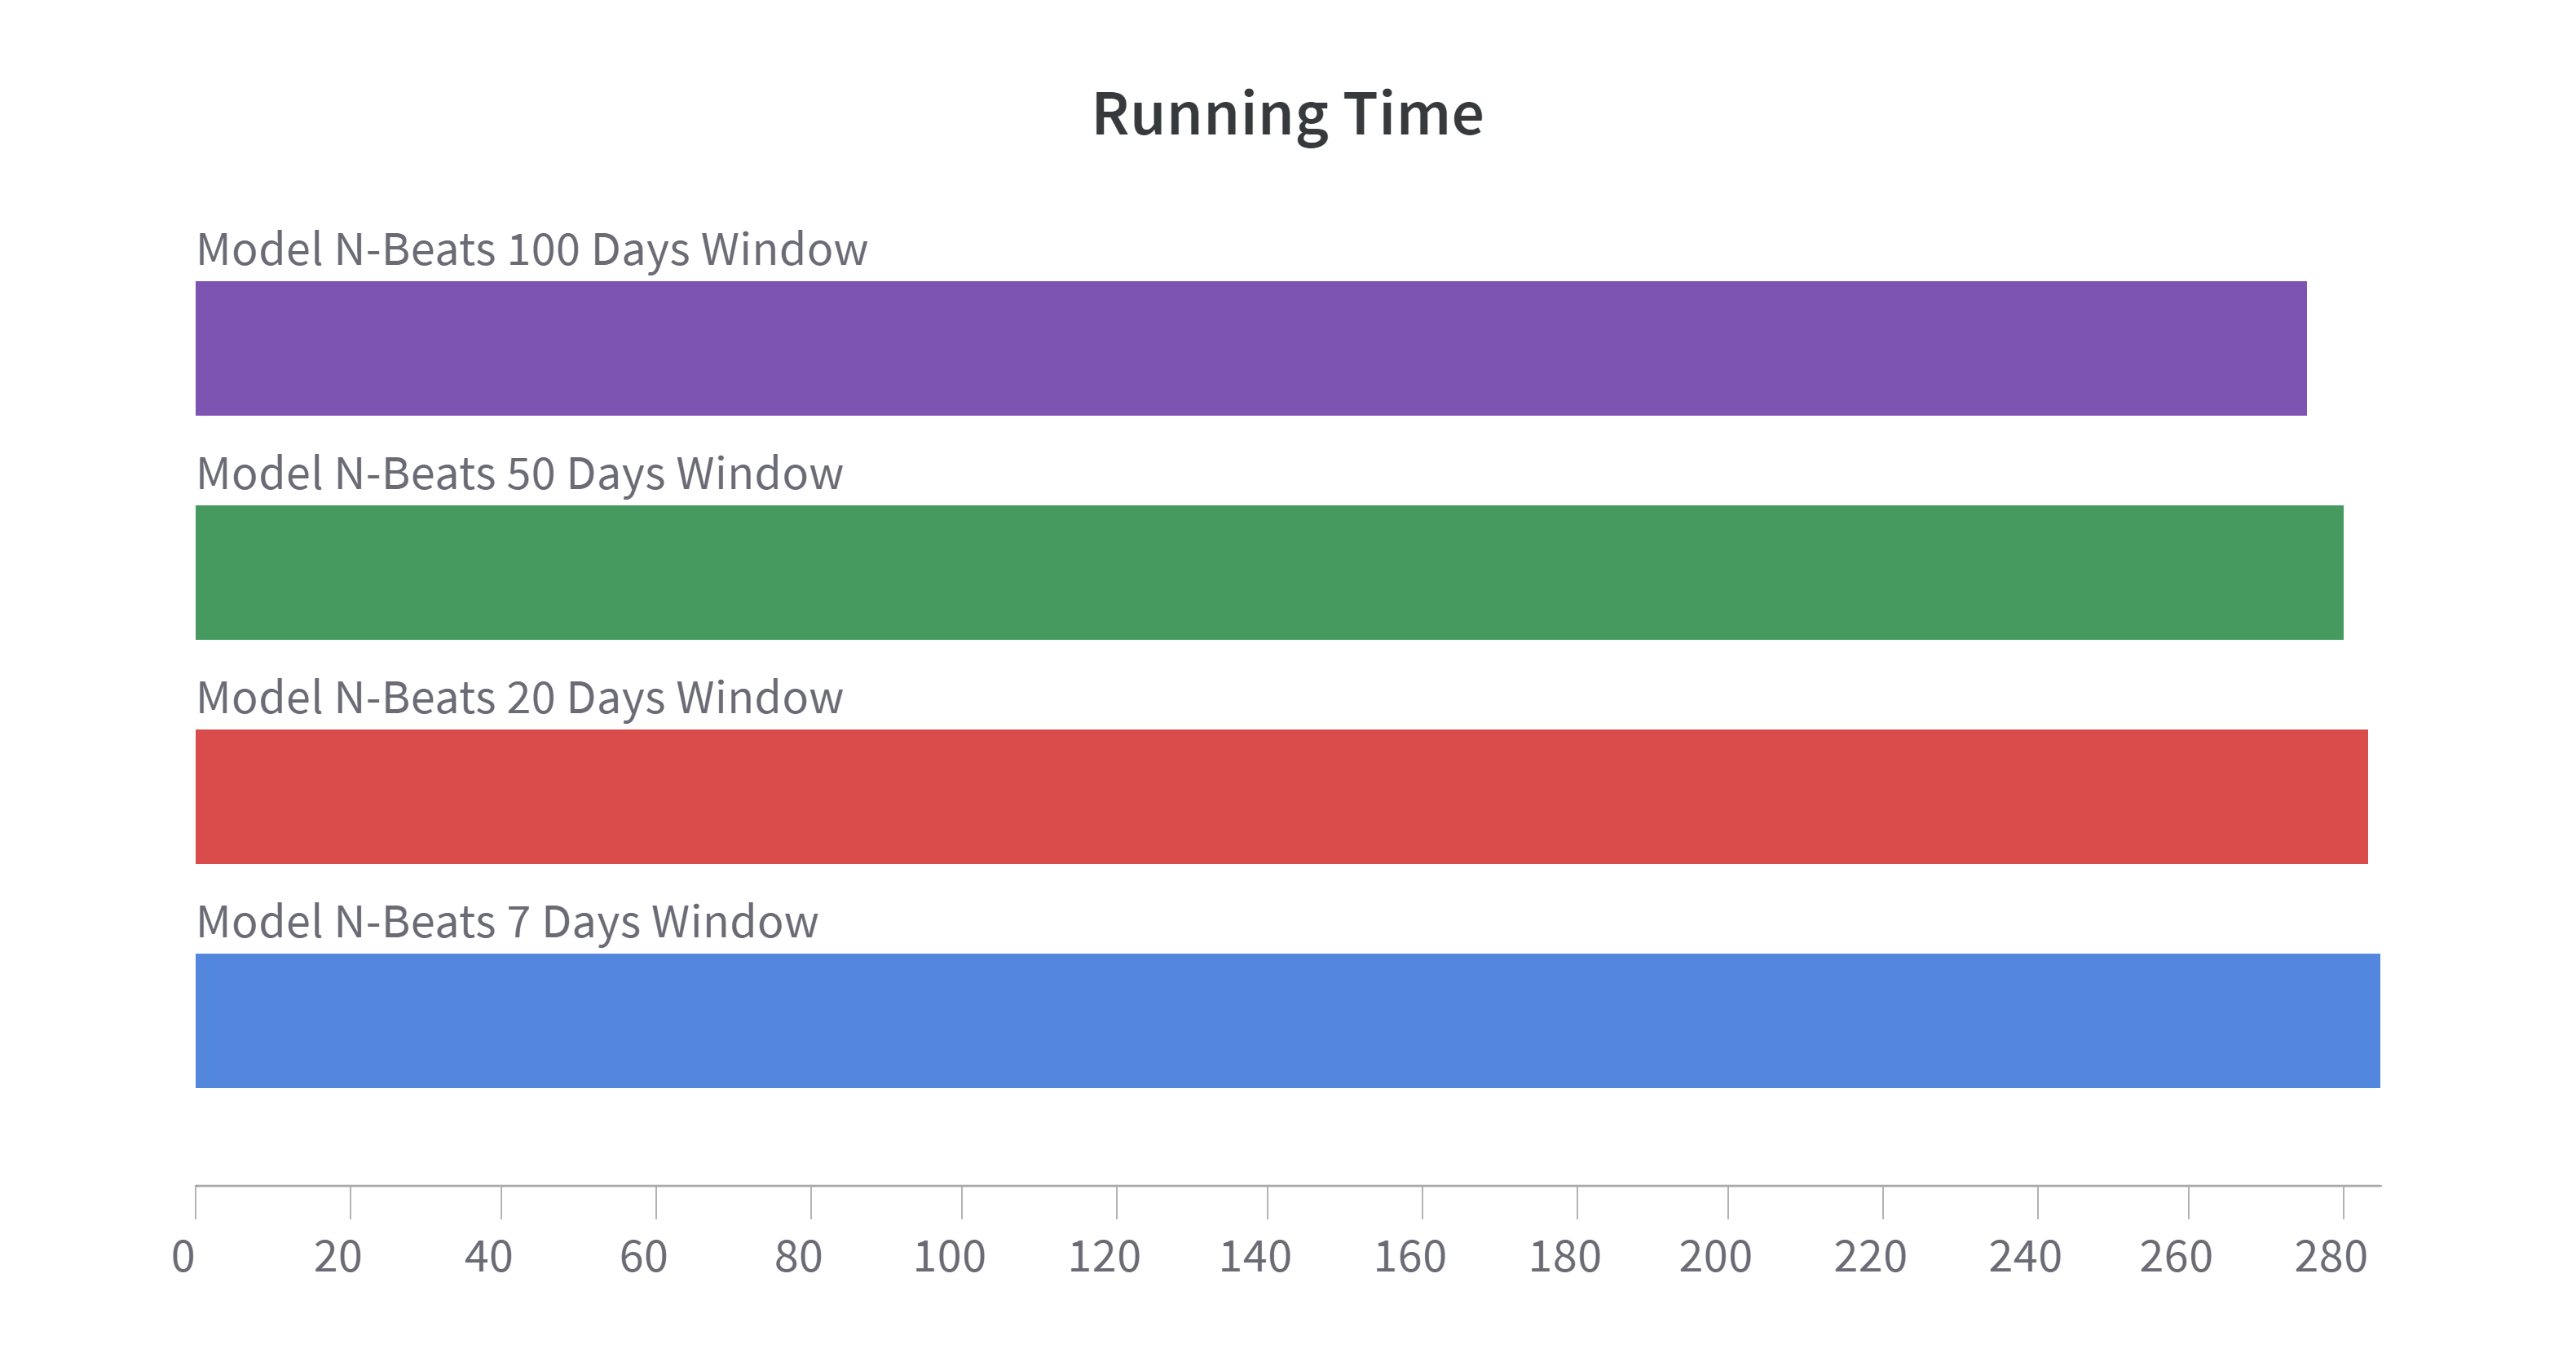 Running Time
Model N-Beats 100 Days Window
Model N-Beats 50 Days Window
Model N-Beats 20 Days Window
Model N-Beats 7 Days Window
0 20 40 60 80 100 120 140 160 180 200 220 240 260 280